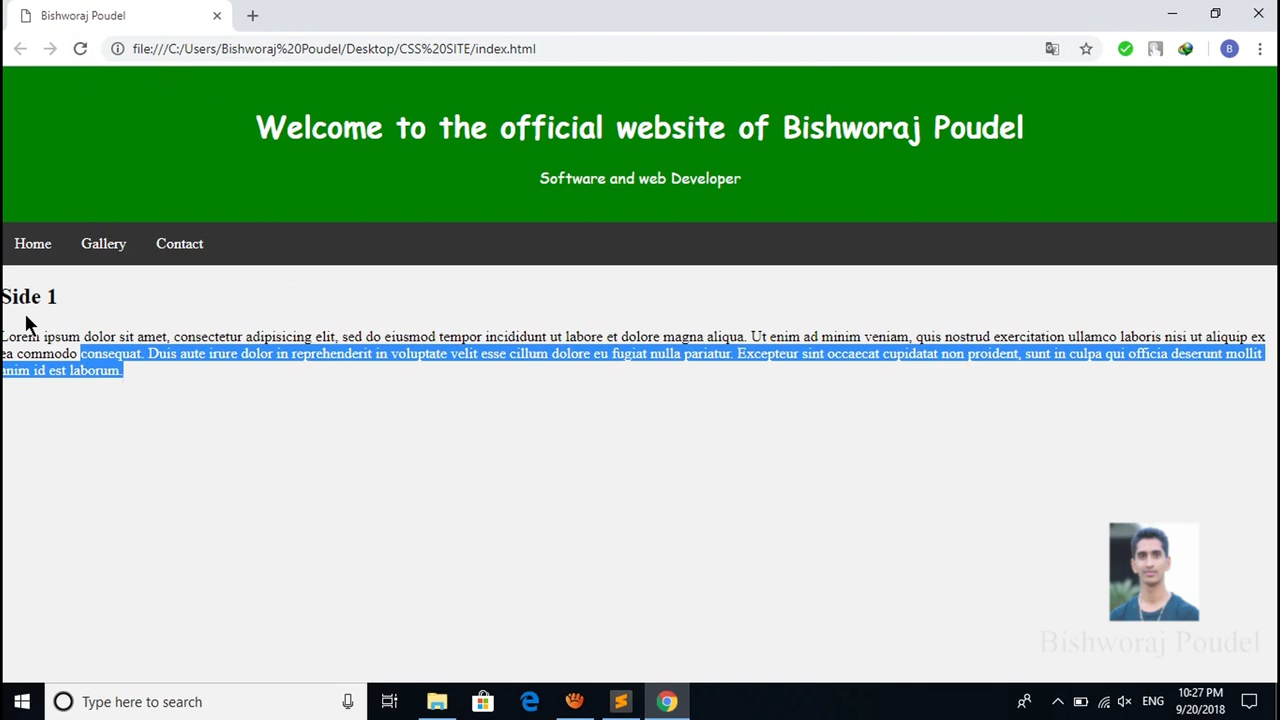 Bishworaj Poudel
file:///C:/Users/Bishworaj%20Poudel/Desktop/CSS%20SITE/index.html
B
Welcome to the official website of Bishworaj Poudel
Software and web Developer
Home Gallery Contact
Side 1
Lorem ipsum dolor sit amet, consectetur adipisicing elit, sed do eiusmod tempor incididunt ut labore et dolore magna aliqua. Ut enim ad minim veniam, quis nostrud exercitation ullamco laboris nisi ut aliquip ex
ea commodo consequat. Duis aute irure dolor in reprehenderit in voluptate velit esse cillum dolore eu fugiat nulla pariatur. Excepteur sint occaecat cupidatat non proident, sunt in culpa qui officia deserunt mollit
anim id est laborum.
Bishworaj Poudel
Type here to search
ENG
10:27 PM
9/20/2018